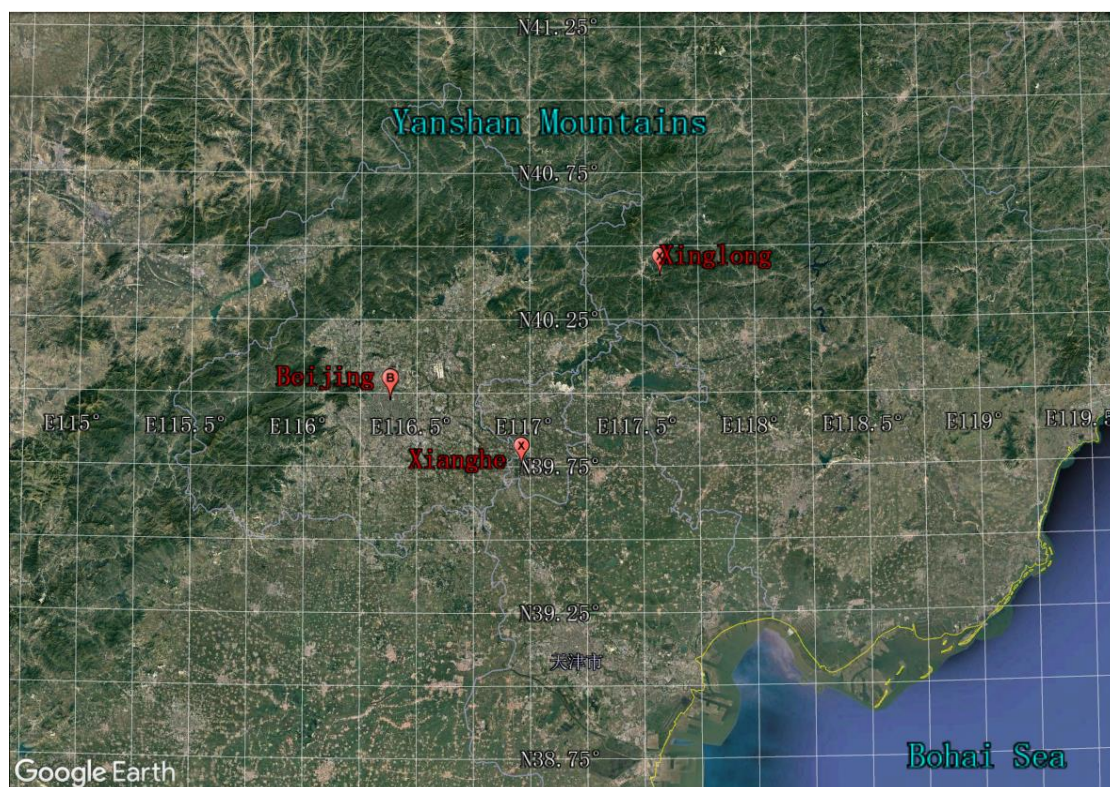 N41.25°
Yanshan Mountains
N40.75°
Xinglong
N40.25°
Beijing
B
E115°
E115.5°
E116°
E116.5°
E117°
E117.5°
E118°
E118.5°
E119°
E119.5
X
Xianghe
N39.75°
N39.25°
天津市
N38.75°
Bohai Sea
Google Earth